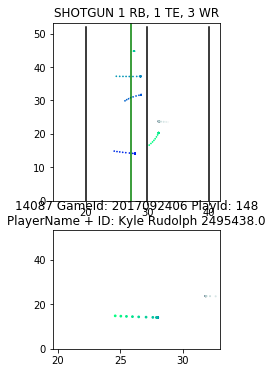 SHOTGUN 1 RB, 1 TE, 3 WR
50
40
30
20
10
0
20 30 40
14087 GameId: 2017092406 PlayId: 148
PlayerName + ID: Kyle Rudolph 2495438.0
40
20
0
20 25 30